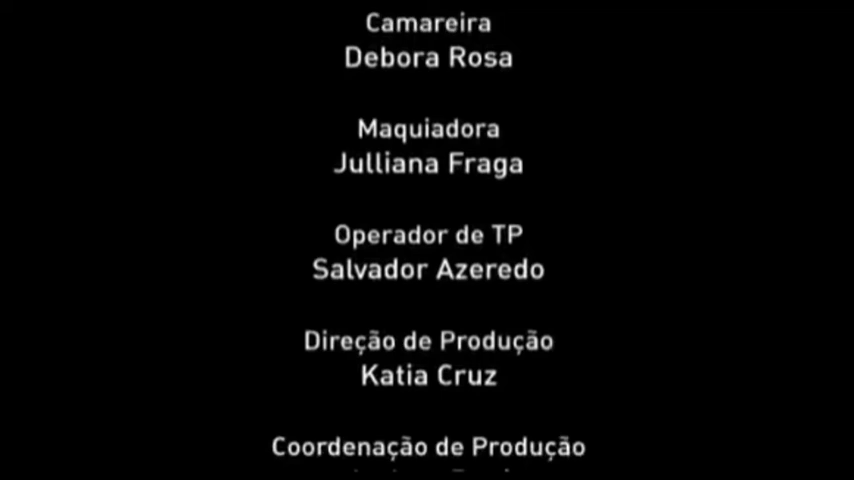 Camareira
Debora Rosa
Maquiadora
Julliana Fraga
Operador de TP
Salvador Azeredo
Direção de Produção
Katia Cruz
Coordenação de Produção